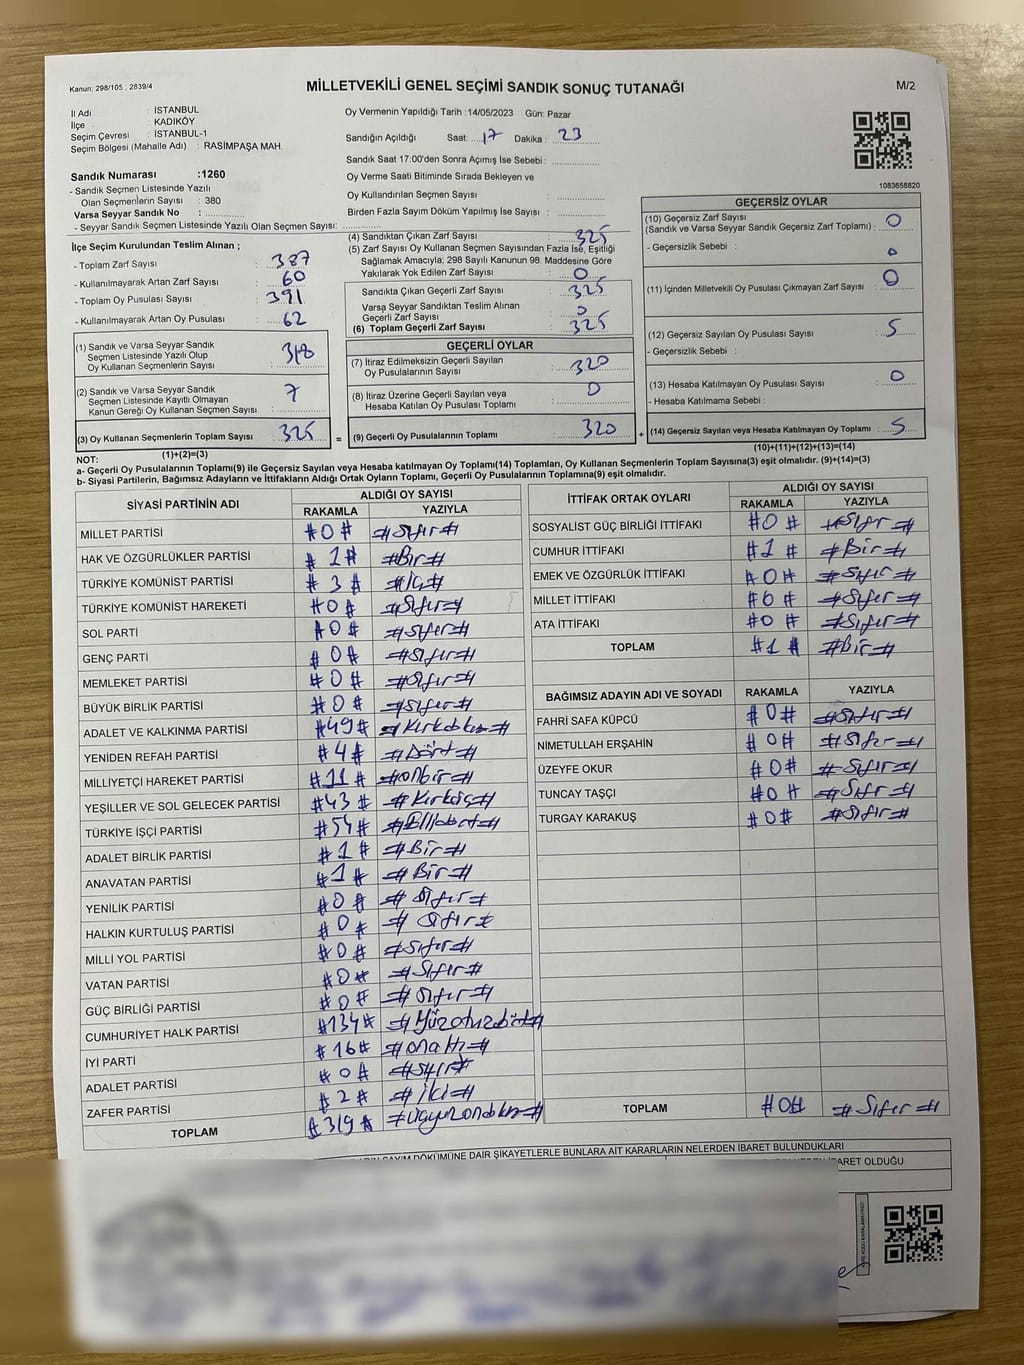 Kanun: 298/105 , 2839/4
MİLLETVEKİLİ GENEL SEÇİMİ SANDIK SONUÇ TUTANAĞI
M/2
İl Adı : İSTANBUL
İlçe : KADIKÖY
Seçim Çevresi : İSTANBUL-1
Seçim Bölgesi (Mahalle Adı) : RASİMPAŞA MAH.
Oy Vermenin Yapıldığı Tarih : 14/05/2023 Gün: Pazar
Sandığın Açıldığı Saat: 17 Dakika : 23
Sandık Saat 17:00'den Sonra Açımış İse Sebebi :
Oy Verme Saati Bitiminde Sırada Bekleyen ve
Oy Kullandırılan Seçmen Sayısı :
Birden Fazla Sayım Döküm Yapılmış İse Sayısı :
1083658820
Sandık Numarası :1260
- Sandık Seçmen Listesinde Yazılı
Olan Seçmenlerin Sayısı : 380
Varsa Seyyar Sandık No :
- Seyyar Sandık Seçmen Listesinde Yazılı Olan Seçmen Sayısı:
İlçe Seçim Kurulundan Teslim Alınan ;
- Toplam Zarf Sayısı : 387
- Kullanılmayarak Artan Zarf Sayısı : 60
- Toplam Oy Pusulası Sayısı : 391
- Kullanılmayarak Artan Oy Pusulası : 62
(1) Sandık ve Varsa Seyyar Sandık
Seçmen Listesinde Yazılı Olup
Oy Kullanan Seçmenlerin Sayısı : 318
(2) Sandık ve Varsa Seyyar Sandık
Seçmen Listesinde Kayıtlı Olmayan
Kanun Gereği Oy Kullanan Seçmen Sayısı : 7
(3) Oy Kullanan Seçmenlerin Toplam Sayısı : 325 =
(1)+(2)=(3)
(4) Sandıktan Çıkan Zarf Sayısı : 325
(5) Zarf Sayısı Oy Kullanan Seçmen Sayısından Fazla İse, Eşitliği
Sağlamak Amacıyla; 298 Sayılı Kanunun 98. Maddesine Göre
Yakılarak Yok Edilen Zarf Sayısı : 0
Sandıkta Çıkan Geçerli Zarf Sayısı : 325
Varsa Seyyar Sandıktan Teslim Alınan
Geçerli Zarf Sayısı : 0
(6) Toplam Geçerli Zarf Sayısı : 325
GEÇERLİ OYLAR
(7) İtiraz Edilmeksizin Geçerli Sayılan
Oy Pusulalarının Sayısı : 320
(8) İtiraz Üzerine Geçerli Sayılan veya
Hesaba Katılan Oy Pusulası Toplamı : 0
(9) Geçerli Oy Pusulalarının Toplamı : 320 +
GEÇERSİZ OYLAR
(10) Geçersiz Zarf Sayısı
(Sandık ve Varsa Seyyar Sandık Geçersiz Zarf Toplamı) : 0
- Geçersizlik Sebebi : 0
(11) İçinden Milletvekili Oy Pusulası Çıkmayan Zarf Sayısı : 0
(12) Geçersiz Sayılan Oy Pusulası Sayısı : 5
- Geçersizlik Sebebi :
(13) Hesaba Katılmayan Oy Pusulası Sayısı : 0
- Hesaba Katılmama Sebebi :
(14) Geçersiz Sayılan veya Hesaba Katılmayan Oy Toplamı : 5
(10)+(11)+(12)+(13)=(14)
NOT:
a- Geçerli Oy Pusulalarının Toplamı(9) ile Geçersiz Sayılan veya Hesaba katılmayan Oy Toplamı(14) Toplamları, Oy Kullanan Seçmenlerin Toplam Sayısına(3) eşit olmalıdır. (9)+(14)=(3)
b- Siyasi Partilerin, Bağımsız Adayların ve İttifakların Aldığı Ortak Oyların Toplamı, Geçerli Oy Pusulalarının Toplamına(9) eşit olmalıdır.
SİYASİ PARTİNİN ADI ALDIĞI OY SAYISI
RAKAMLA YAZIYLA
MİLLET PARTİSİ #0# #Sıfır#
HAK VE ÖZGÜRLÜKLER PARTİSİ #1# #Bir#
TÜRKİYE KOMÜNİST PARTİSİ #3# #üç#
TÜRKİYE KOMÜNİST HAREKETİ #0# #Sıfır#
SOL PARTİ #0# #Sıfır#
GENÇ PARTİ #0# #Sıfır#
MEMLEKET PARTİSİ #0# #Sıfır#
BÜYÜK BİRLİK PARTİSİ #0# #Sıfır#
ADALET VE KALKINMA PARTİSİ #49# #Kırkdokuz#
YENİDEN REFAH PARTİSİ #4# #Dört#
MİLLİYETÇİ HAREKET PARTİSİ #11# #onbir#
YEŞİLLER VE SOL GELECEK PARTİSİ #43# #Kırküç#
TÜRKİYE İŞÇİ PARTİSİ #54# #Ellidört#
ADALET BİRLİK PARTİSİ #1# #Bir#
ANAVATAN PARTİSİ #1# #Bir#
YENİLİK PARTİSİ #0# #Sıfır#
HALKIN KURTULUŞ PARTİSİ #0# #Sıfır#
MİLLİ YOL PARTİSİ #0# #Sıfır#
VATAN PARTİSİ #0# #Sıfır#
GÜÇ BİRLİĞİ PARTİSİ #0# #Sıfır#
CUMHURİYET HALK PARTİSİ #134# #Yüzotuzdört#
İYİ PARTİ #16# #onaltı#
ADALET PARTİSİ #0# #Sıfır#
ZAFER PARTİSİ #2# #iki#
TOPLAM #319# #üçyüzondokuz#
İTTİFAK ORTAK OYLARI ALDIĞI OY SAYISI
RAKAMLA YAZIYLA
SOSYALİST GÜÇ BİRLİĞİ İTTİFAKI #0# #Sıfır#
CUMHUR İTTİFAKI #1# #Bir#
EMEK VE ÖZGÜRLÜK İTTİFAKI #0# #Sıfır#
MİLLET İTTİFAKI #0# #Sıfır#
ATA İTTİFAKI #0# #Sıfır#
TOPLAM #1# #Bir#
BAĞIMSIZ ADAYIN ADI VE SOYADI RAKAMLA YAZIYLA
FAHRİ SAFA KÜPCÜ #0# #Sıfır#
NİMETULLAH ERŞAHİN #0# #Sıfır#
ÜZEYFE OKUR #0# #Sıfır#
TUNCAY TAŞÇI #0# #Sıfır#
TURGAY KARAKUŞ #0# #Sıfır#
TOPLAM #0# #Sıfır#
SAYIM DÖKÜMÜNE DAİR ŞİKAYETLERLE BUNLARA AİT KARARLARIN NELERDEN İBARET BULUNDUKLARI
İBARET OLDUĞU